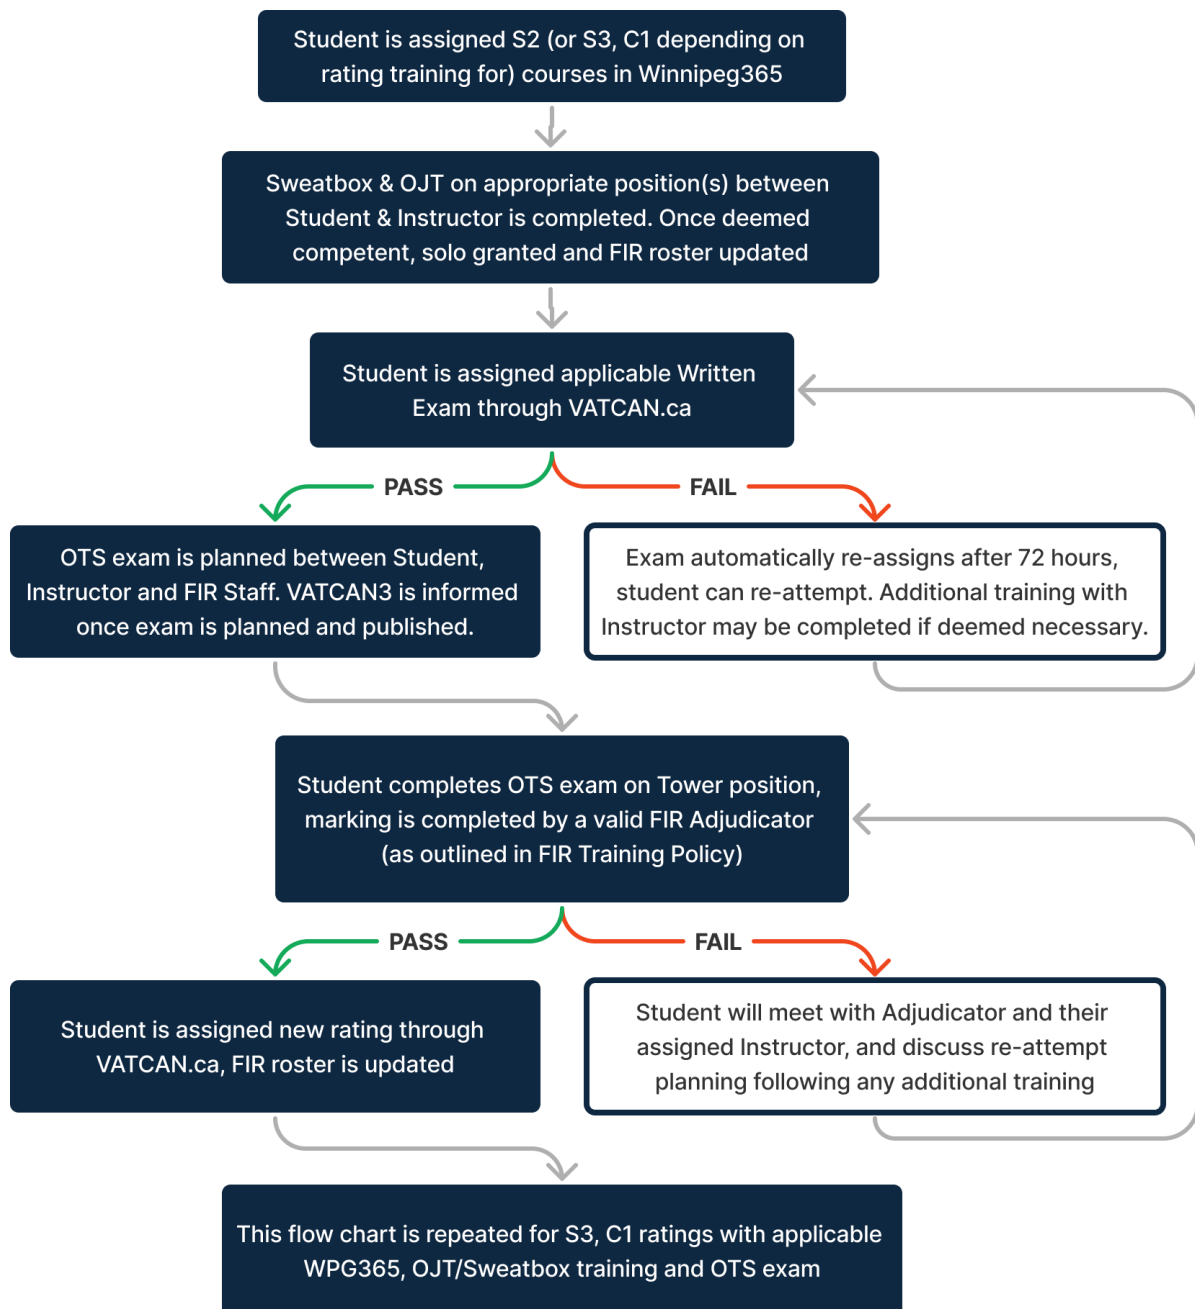 Student is assigned S2 (or S3, C1 depending on
rating training for) courses in Winnipeg365
Sweatbox & OJT on appropriate position(s) between
Student & Instructor is completed. Once deemed
competent, solo granted and FIR roster updated
Student is assigned applicable Written
Exam through VATCAN.ca
PASS
FAIL
OTS exam is planned between Student,
Instructor and FIR Staff. VATCAN3 is informed
once exam is planned and published.
Exam automatically re-assigns after 72 hours,
student can re-attempt. Additional training with
Instructor may be completed if deemed necessary.
Student completes OTS exam on Tower position,
marking is completed by a valid FIR Adjudicator
(as outlined in FIR Training Policy)
PASS
FAIL
Student is assigned new rating through
VATCAN.ca, FIR roster is updated
Student will meet with Adjudicator and their
assigned Instructor, and discuss re-attempt
planning following any additional training
This flow chart is repeated for S3, C1 ratings with applicable
WPG365, OJT/Sweatbox training and OTS exam